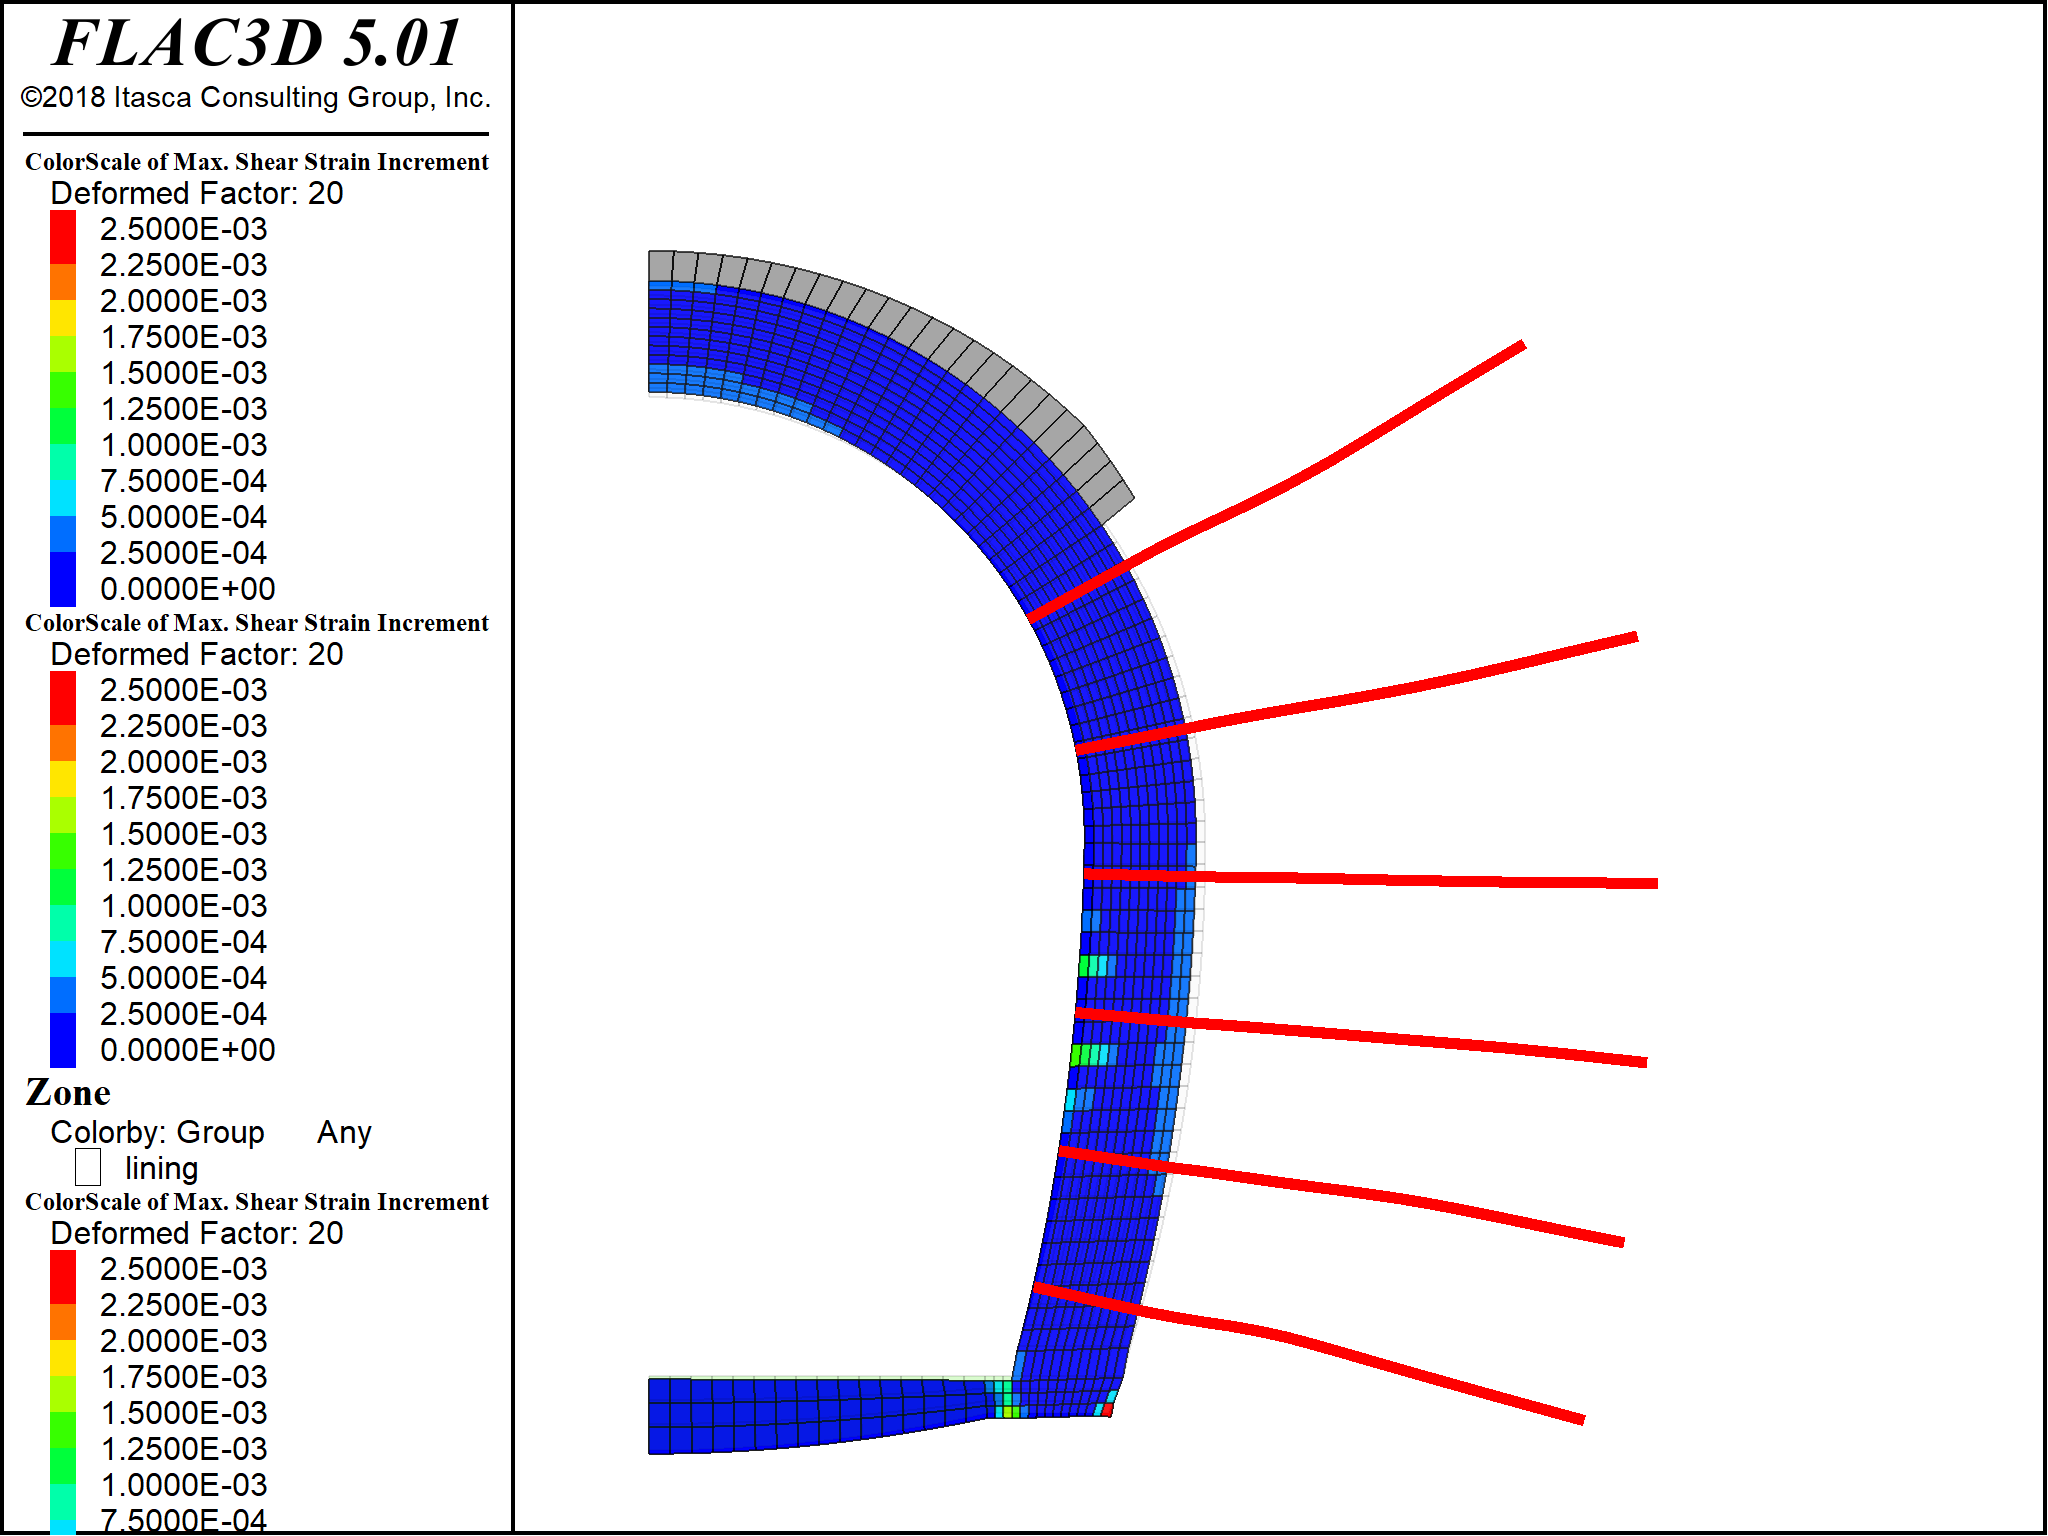 FLAC3D 5.01
©2018 Itasca Consulting Group, Inc.
ColorScale of Max. Shear Strain Increment
Deformed Factor: 20
2.5000E-03
2.2500E-03
2.0000E-03
1.7500E-03
1.5000E-03
1.2500E-03
1.0000E-03
7.5000E-04
5.0000E-04
2.5000E-04
0.0000E+00
ColorScale of Max. Shear Strain Increment
Deformed Factor: 20
2.5000E-03
2.2500E-03
2.0000E-03
1.7500E-03
1.5000E-03
1.2500E-03
1.0000E-03
7.5000E-04
5.0000E-04
2.5000E-04
0.0000E+00
Zone
Colorby: Group Any
lining
ColorScale of Max. Shear Strain Increment
Deformed Factor: 20
2.5000E-03
2.2500E-03
2.0000E-03
1.7500E-03
1.5000E-03
1.2500E-03
1.0000E-03
7.5000E-04